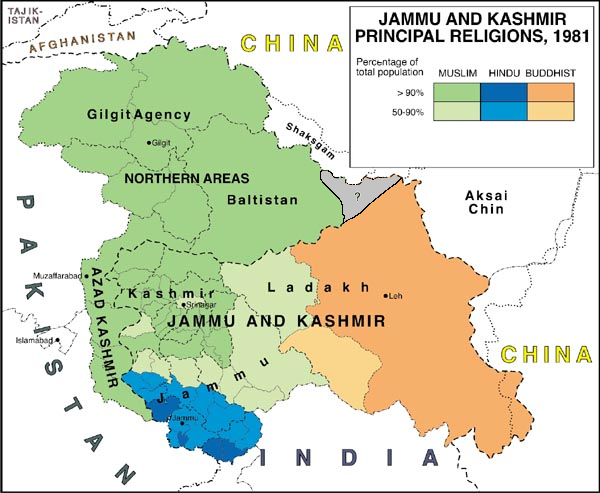 TAJIK-
ISTAN
AFGHANISTAN
CHINA
JAMMU AND KASHMIR
PRINCIPAL RELIGIONS, 1981
Percentage of
total population
MUSLIM HINDU BUDDHIST
> 90%
50-90%
Gilgit Agency
Gilgit
Shaksgam
NORTHERN AREAS
Baltistan
?
Aksai
Chin
PAKISTAN
Muzaffarabad
AZAD KASHMIR
Kashmir
Srinagar
Ladakh
Leh
JAMMU AND KASHMIR
Islamabad
CHINA
Jammu
Jammu
INDIA